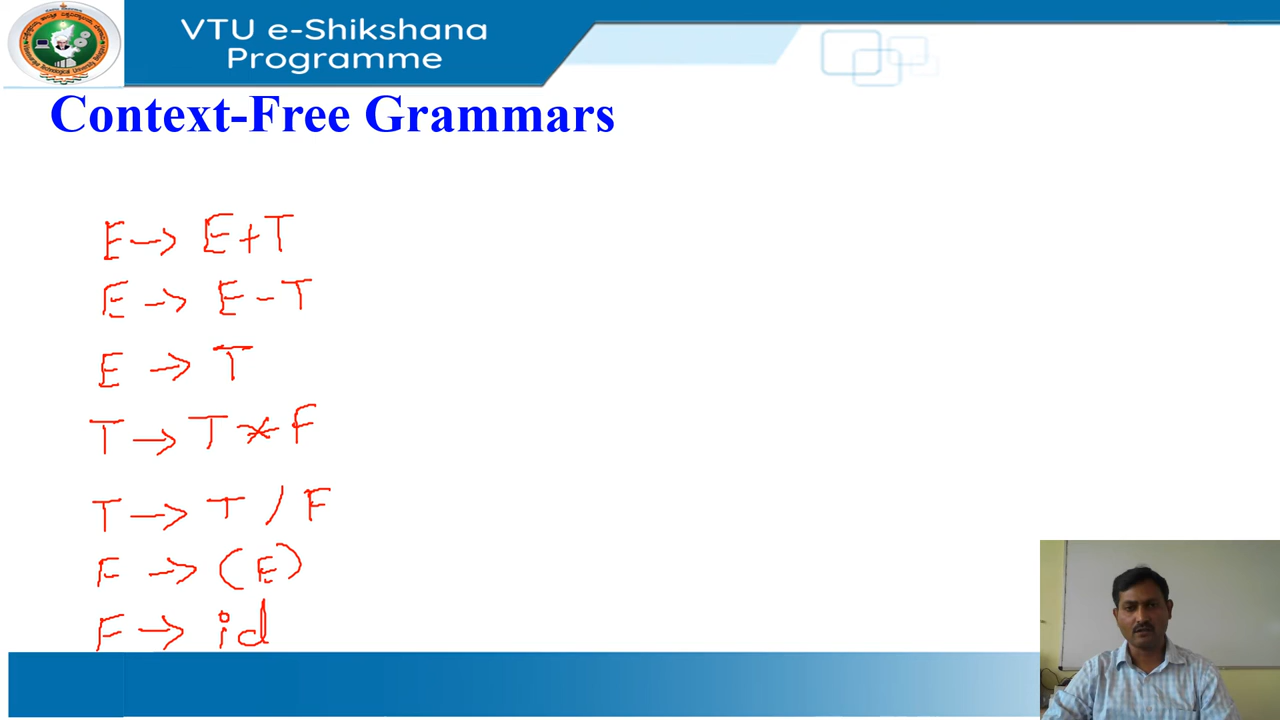 VTU e-Shikshana
Programme
Context-Free Grammars
E → E + T
E → E - T
E → T
T → T * F
T → T / F
F → (E)
F → id